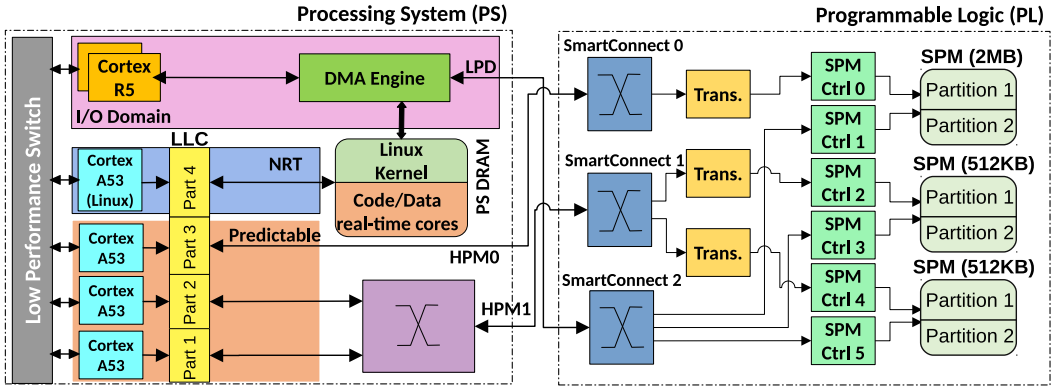 Processing System (PS)
Programmable Logic (PL)
Low Performance Switch
Cortex
R5
I/O Domain
DMA Engine
LPD
LLC
Cortex
A53
(Linux)
Part 4
NRT
Linux
Kernel
Code/Data
real-time cores
PS DRAM
Predictable
Cortex
A53
Part 3
HPM0
Cortex
A53
Part 2
HPM1
Cortex
A53
Part 1
SmartConnect 0
Trans.
SmartConnect 1
Trans.
Trans.
SmartConnect 2
SPM
Ctrl 0
SPM
Ctrl 1
SPM
Ctrl 2
SPM
Ctrl 3
SPM
Ctrl 4
SPM
Ctrl 5
SPM (2MB)
Partition 1
Partition 2
SPM (512KB)
Partition 1
Partition 2
SPM (512KB)
Partition 1
Partition 2